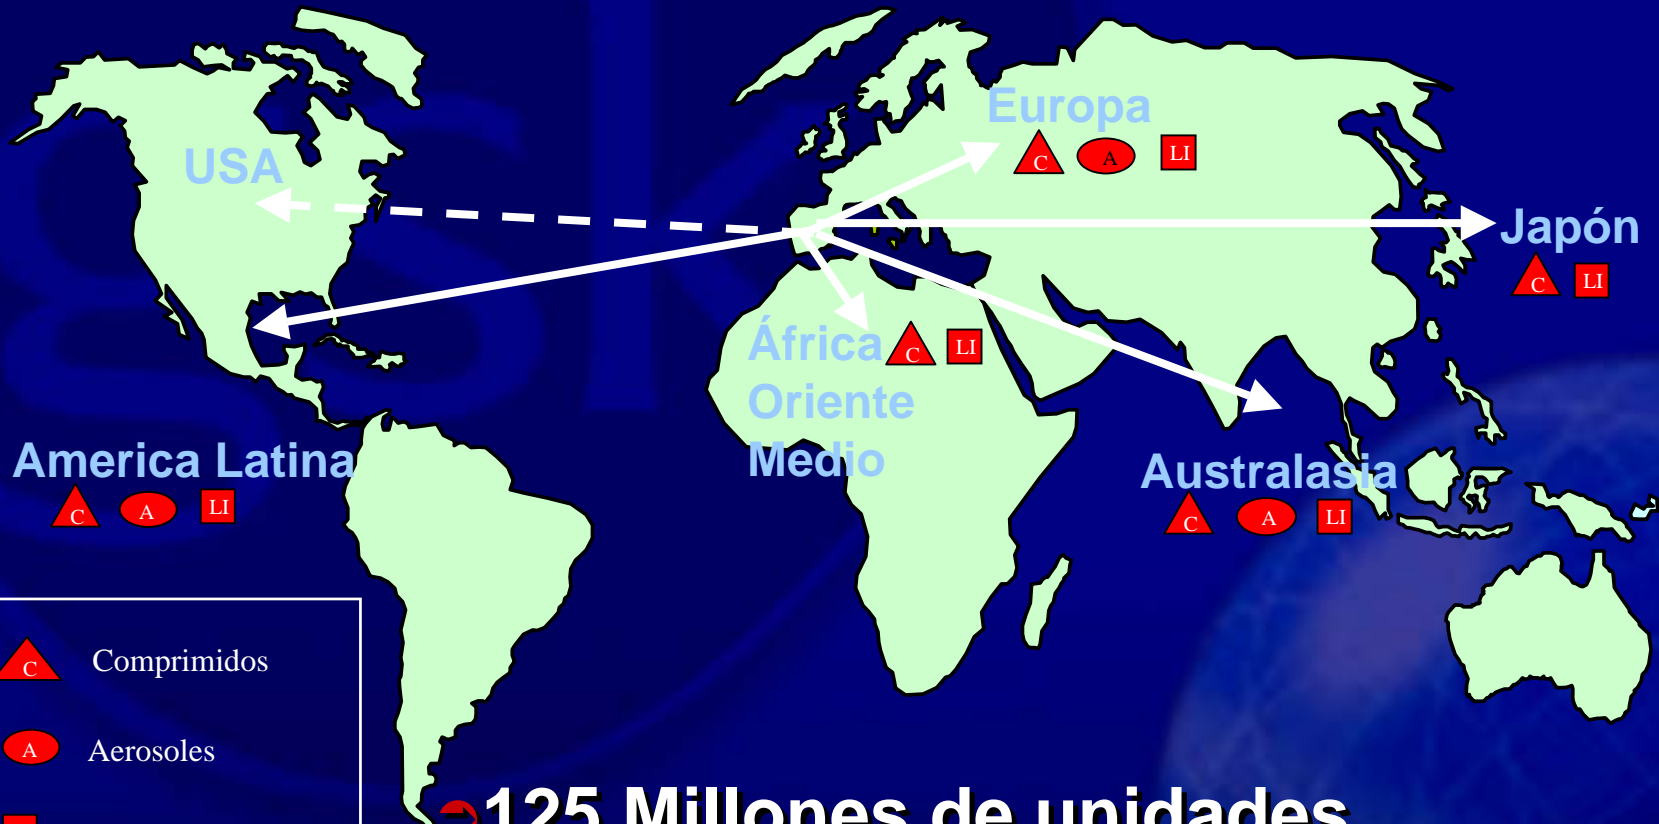 Europa
C A LI
USA
Japón
C LI
África C LI
Oriente
Medio
America Latina
C A LI
Australasia
C A LI
C Comprimidos
A Aerosoles
125 Millones de unidades
gsk